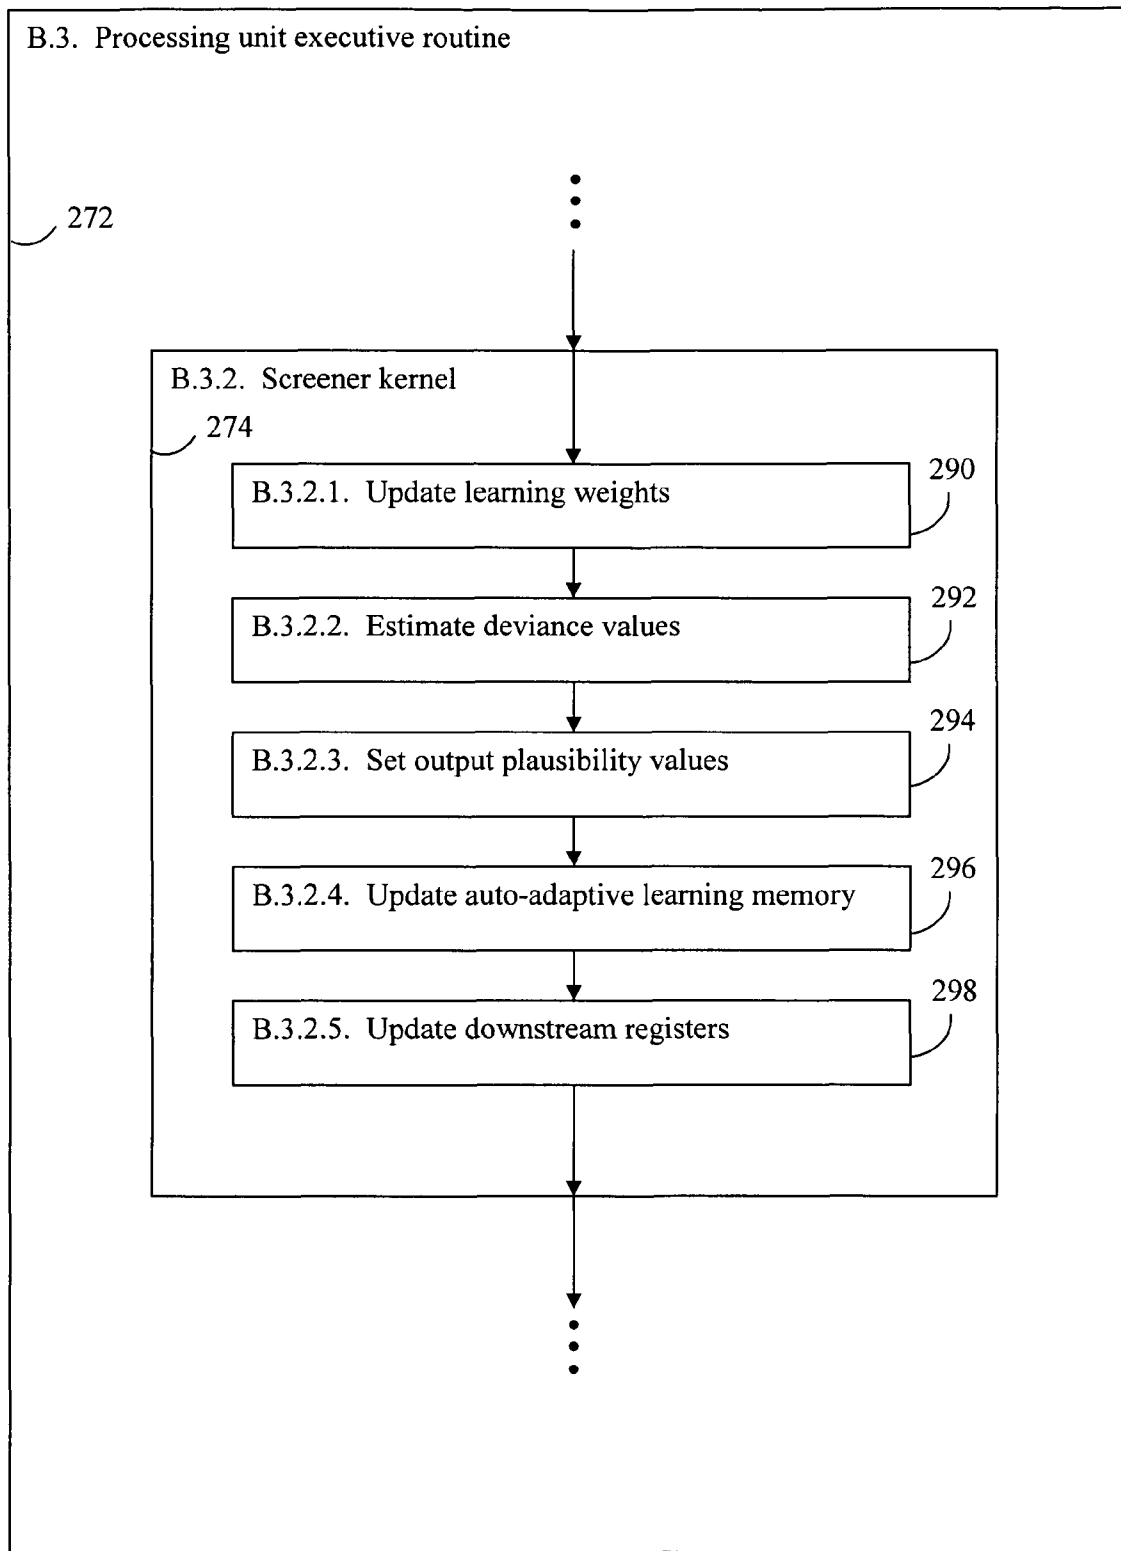 B.3. Processing unit executive routine
272
B.3.2. Screener kernel
274
290
B.3.2.1. Update learning weights
292
B.3.2.2. Estimate deviance values
294
B.3.2.3. Set output plausibility values
296
B.3.2.4. Update auto-adaptive learning memory
298
B.3.2.5. Update downstream registers